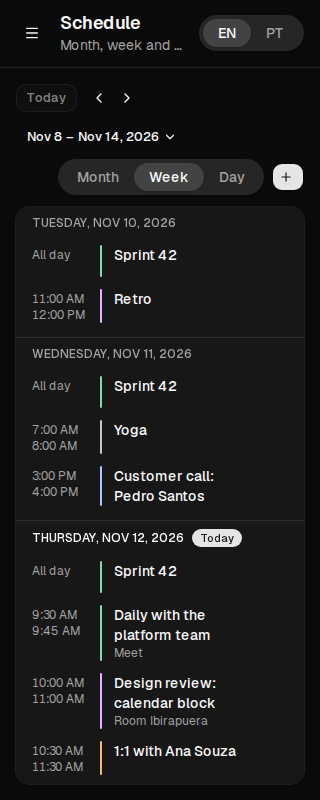 Schedule
Month, week and …
EN
PT
Today
Nov 8 – Nov 14, 2026
Month
Week
Day
TUESDAY, NOV 10, 2026
All day
Sprint 42
11:00 AM
12:00 PM
Retro
WEDNESDAY, NOV 11, 2026
All day
Sprint 42
7:00 AM
8:00 AM
Yoga
3:00 PM
4:00 PM
Customer call:
Pedro Santos
THURSDAY, NOV 12, 2026
Today
All day
Sprint 42
9:30 AM
9:45 AM
Daily with the
platform team
Meet
10:00 AM
11:00 AM
Design review:
calendar block
Room Ibirapuera
10:30 AM
11:30 AM
1:1 with Ana Souza